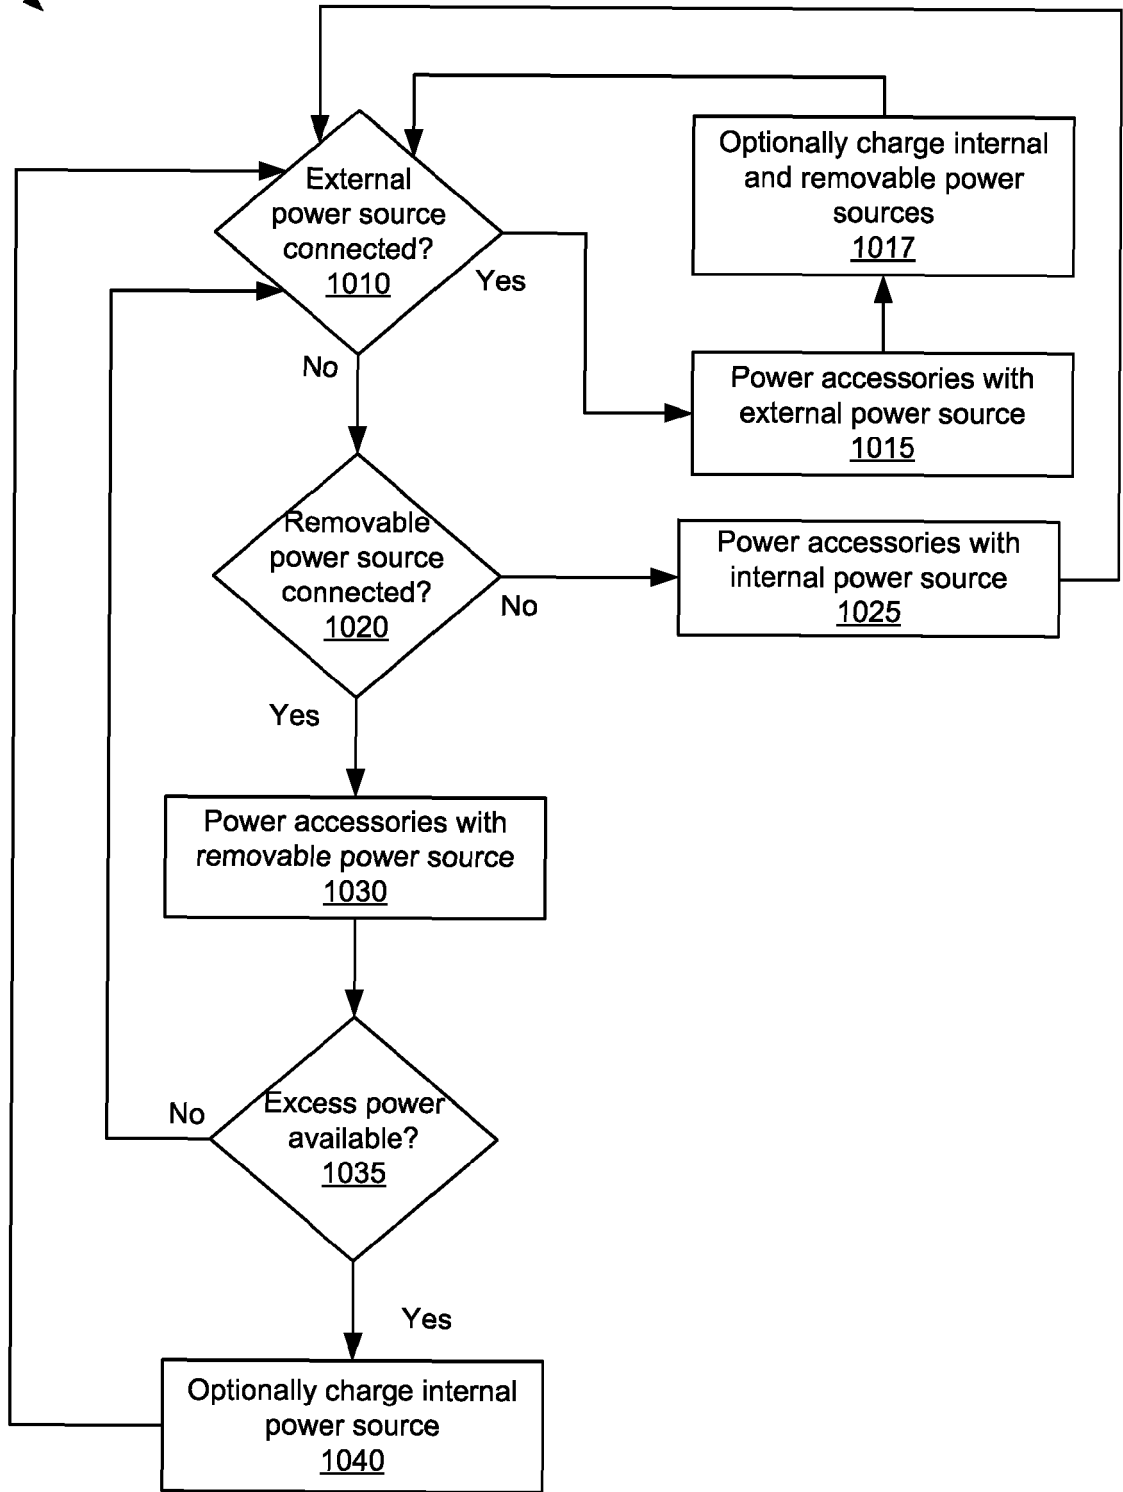 External
power source
connected?
1010
Yes
No
Optionally charge internal
and removable power
sources
1017
Power accessories with
external power source
1015
Removable
power source
connected?
1020
No
Yes
Power accessories with
internal power source
1025
Power accessories with
removable power source
1030
Excess power
available?
1035
No
Yes
Optionally charge internal
power source
1040